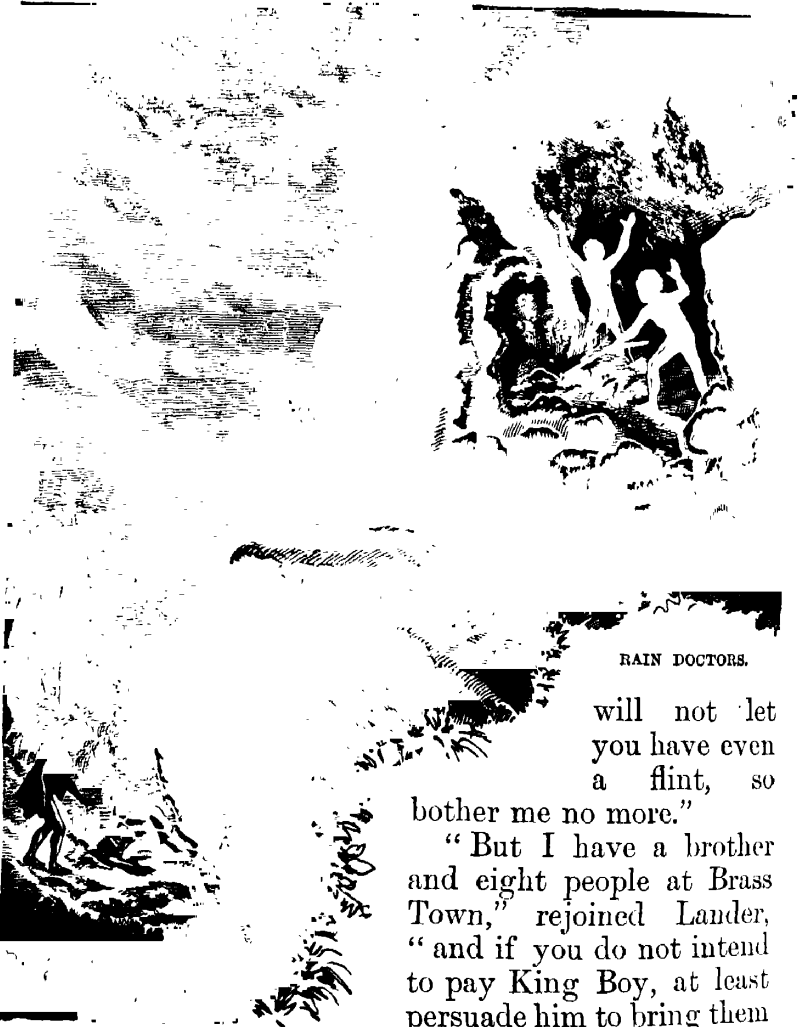 RAIN DOCTORS.
will not let
you have even
a flint, so
bother me no more.”
“But I have a brother
and eight people at Brass
Town,” rejoined Lander,
“and if you do not intend
to pay King Boy, at least
persuade him to bring them